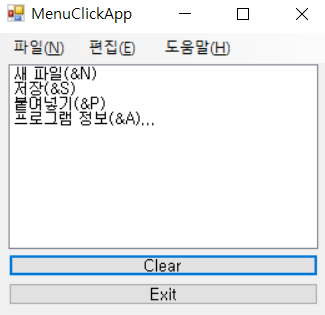 MenuClickApp
파일(N) 편집(E) 도움말(H)
새 파일(&N)
저장(&S)
붙여넣기(&P)
프로그램 정보(&A)...
Clear
Exit